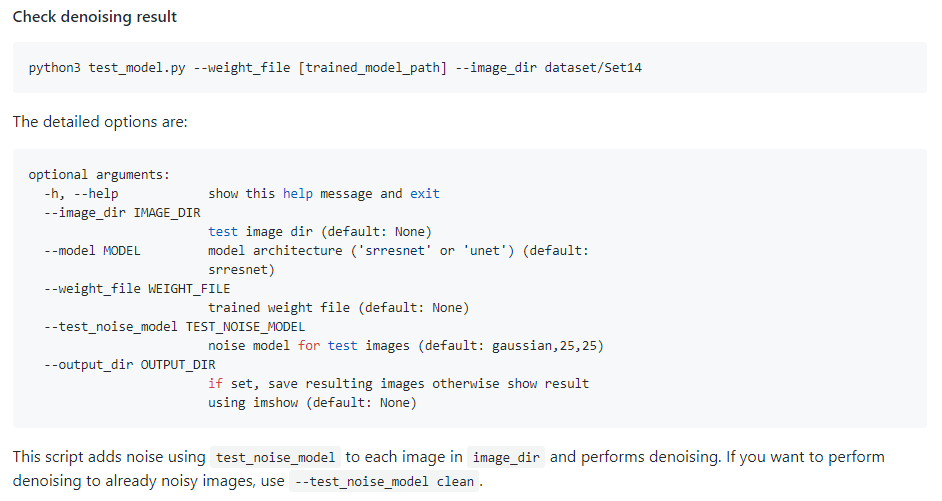 Check denoising result
python3 test_model.py --weight_file [trained_model_path] --image_dir dataset/Set14
The detailed options are:
optional arguments:
  -h, --help            show this help message and exit
  --image_dir IMAGE_DIR
                        test image dir (default: None)
  --model MODEL         model architecture ('srresnet' or 'unet') (default:
                        srresnet)
  --weight_file WEIGHT_FILE
                        trained weight file (default: None)
  --test_noise_model TEST_NOISE_MODEL
                        noise model for test images (default: gaussian,25,25)
  --output_dir OUTPUT_DIR
                        if set, save resulting images otherwise show result
                        using imshow (default: None)
This script adds noise using test_noise_model to each image in image_dir and performs denoising. If you want to perform
denoising to already noisy images, use --test_noise_model clean.